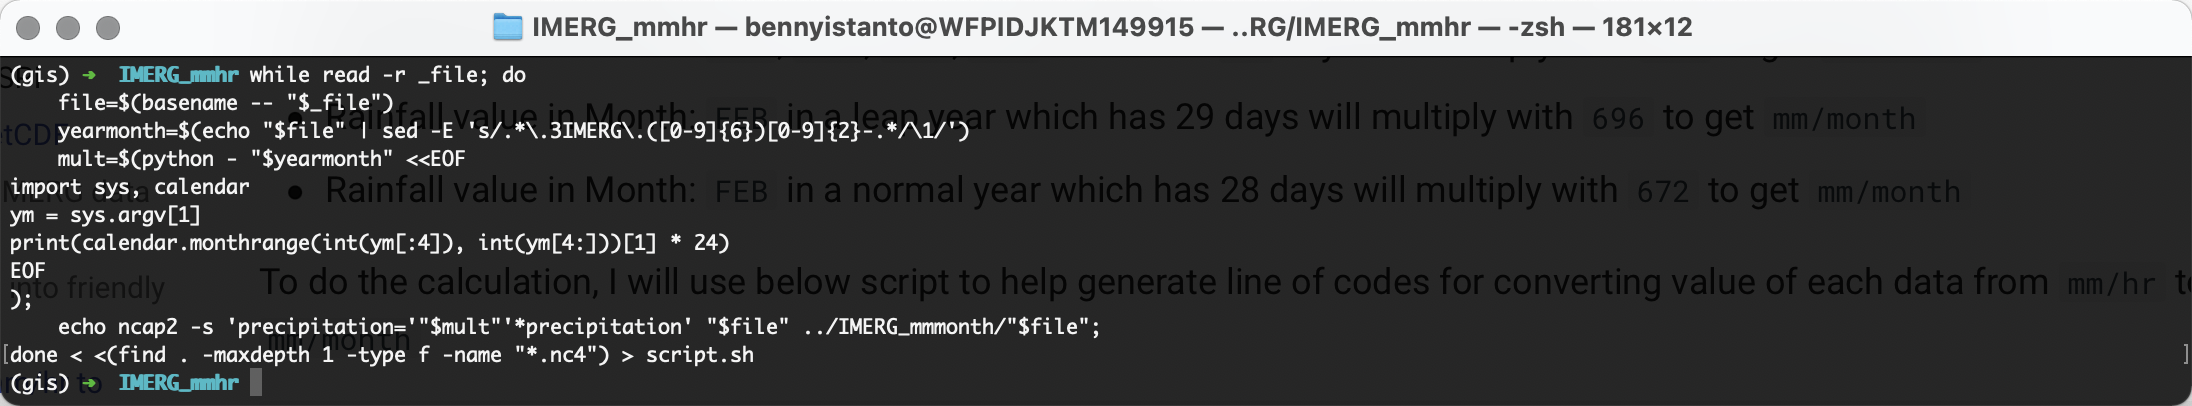 IMERG_mmhr — bennyistanto@WFPIDJKTM149915 — ..RG/IMERG_mmhr — -zsh — 181×12
(gis) ➜ IMERG_mmhr while read -r _file; do
    file=$(basename -- "$_file")
Rainfall value in Month: FEB in a leap year which has 29 days will multiply with 696 to get mm/month
    yearmonth=$(echo "$file" | sed -E 's/.*\.3IMERG\.([0-9]{6})[0-9]{2}-.*/\1/')
    mult=$(python - "$yearmonth" <<EOF
import sys, calendar
• Rainfall value in Month: FEB in a normal year which has 28 days will multiply with 672 to get mm/month
ym = sys.argv[1]
print(calendar.monthrange(int(ym[:4]), int(ym[4:]))[1] * 24)
EOF
into friendly
To do the calculation, I will use below script to help generate line of codes for converting value of each data from mm/hr to
);
    echo ncap2 -s 'precipitation='"$mult"'*precipitation' "$file" ../IMERG_mmmonth/"$file";
mm/month
[done < <(find . -maxdepth 1 -type f -name "*.nc4") > script.sh ]
(gis) ➜ IMERG_mmhr